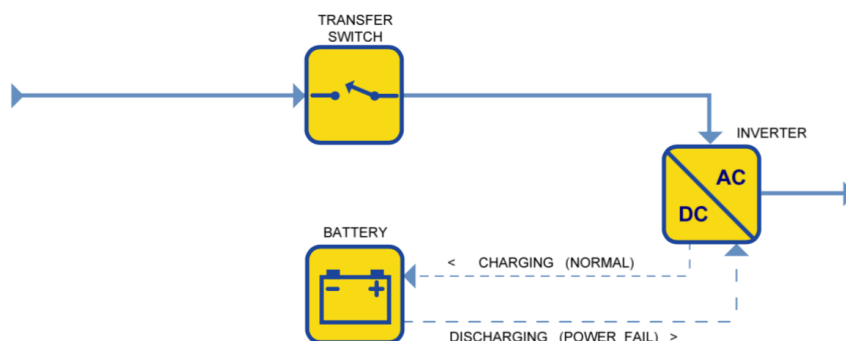 TRANSFER
SWITCH
INVERTER
AC
DC
BATTERY
< CHARGING (NORMAL)
- +
DISCHARGING (POWER FAIL) >